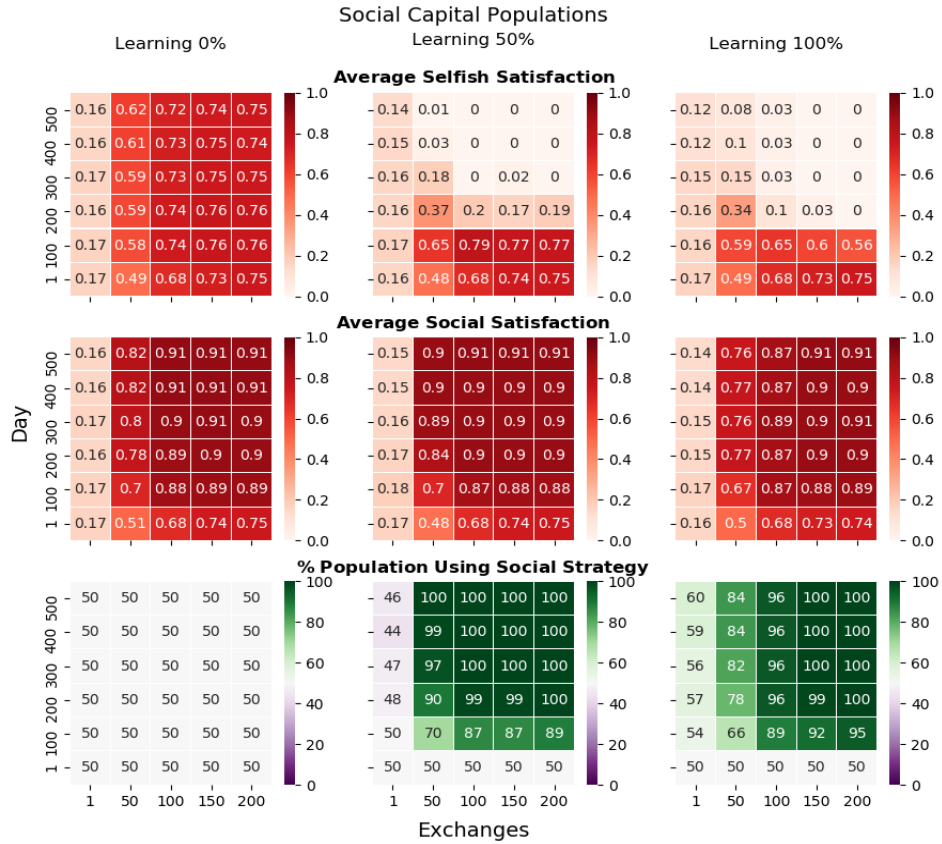 Social Capital Populations
Learning 0% Learning 50% Learning 100%
Average Selfish Satisfaction
500 0.16 0.62 0.72 0.74 0.75 1.0 0.14 0.01 0 0 0 1.0 0.12 0.08 0.03 0 0 1.0
400 0.16 0.61 0.73 0.75 0.74 0.8 0.15 0.03 0 0 0 0.8 0.12 0.1 0.03 0 0 0.8
300 0.17 0.59 0.73 0.75 0.75 0.6 0.16 0.18 0 0.02 0 0.6 0.15 0.15 0.03 0 0 0.6
200 0.16 0.59 0.74 0.76 0.76 0.4 0.16 0.37 0.2 0.17 0.19 0.4 0.16 0.34 0.1 0.03 0 0.4
100 0.17 0.58 0.74 0.76 0.76 0.2 0.17 0.65 0.79 0.77 0.77 0.2 0.16 0.59 0.65 0.6 0.56 0.2
1 0.17 0.49 0.68 0.73 0.75 0.0 0.16 0.48 0.68 0.74 0.75 0.0 0.17 0.49 0.68 0.73 0.75 0.0
Average Social Satisfaction
500 0.16 0.82 0.91 0.91 0.91 1.0 0.15 0.9 0.91 0.91 0.91 1.0 0.14 0.76 0.87 0.91 0.91 1.0
400 0.16 0.82 0.91 0.91 0.91 0.8 0.15 0.9 0.9 0.9 0.9 0.8 0.14 0.77 0.87 0.9 0.9 0.8
Day
300 0.17 0.8 0.9 0.91 0.9 0.6 0.16 0.89 0.9 0.9 0.9 0.6 0.15 0.76 0.89 0.9 0.91 0.6
200 0.16 0.78 0.89 0.9 0.9 0.4 0.17 0.84 0.9 0.9 0.9 0.4 0.15 0.77 0.87 0.9 0.9 0.4
100 0.17 0.7 0.88 0.89 0.89 0.2 0.18 0.7 0.87 0.88 0.88 0.2 0.17 0.67 0.87 0.88 0.89 0.2
1 0.17 0.51 0.68 0.74 0.75 0.0 0.17 0.48 0.68 0.74 0.75 0.0 0.16 0.5 0.68 0.73 0.74 0.0
% Population Using Social Strategy
500 50 50 50 50 50 100 46 100 100 100 100 100 60 84 96 100 100 100
400 50 50 50 50 50 80 44 99 100 100 100 80 59 84 96 100 100 80
300 50 50 50 50 50 60 47 97 100 100 100 60 56 82 96 100 100 60
200 50 50 50 50 50 40 48 90 99 99 100 40 57 78 96 99 100 40
100 50 50 50 50 50 20 50 70 87 87 89 20 54 66 89 92 95 20
1 50 50 50 50 50 0 50 50 50 50 50 0 50 50 50 50 50 0
1 50 100 150 200 1 50 100 150 200 1 50 100 150 200
Exchanges